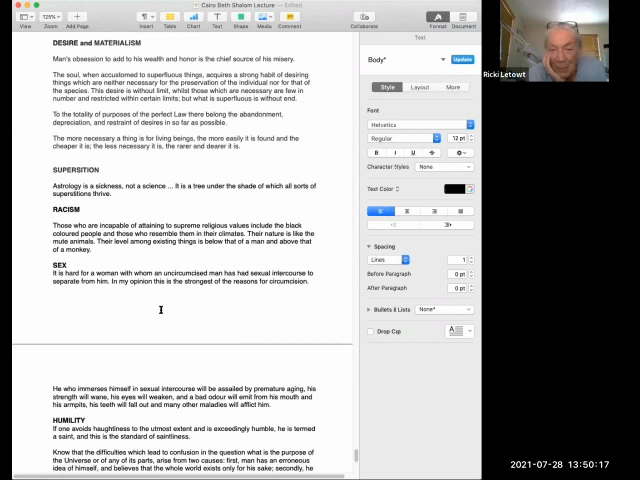 Cairo Beth Shalom Lecture — Edited
125%
View Zoom Add Page Insert Table Chart Text Shape Media Comment Collaborate Format Document
Text
DESIRE and MATERIALISM
Man's obsession to add to his wealth and honor is the chief source of his misery.
The soul, when accustomed to superfluous things, acquires a strong habit of desiring
things which are neither necessary for the preservation of the individual nor for that of
the species. This desire is without limit, whilst those which are necessary are few in
number and restricted within certain limits; but what is superfluous is without end.
To the totality of purposes of the perfect Law there belong the abandonment,
depreciation, and restraint of desires in so far as possible.
The more necessary a thing is for living beings, the more easily it is found and the
cheaper it is; the less necessary it is, the rarer and dearer it is.
SUPERSITION
Astrology is a sickness, not a science ... It is a tree under the shade of which all sorts of
superstitions thrive.
RACISM
Those who are incapable of attaining to supreme religious values include the black
coloured people and those who resemble them in their climates. Their nature is like the
mute animals. Their level among existing things is below that of a man and above that
of a monkey.
SEX
It is hard for a woman with whom an uncircumcised man has had sexual intercourse to
separate from him. In my opinion this is the strongest of the reasons for circumcision.
He who immerses himself in sexual intercourse will be assailed by premature aging, his
strength will wane, his eyes will weaken, and a bad odour will emit from his mouth and
his armpits, his teeth will fall out and many other maladies will afflict him.
HUMILITY
If one avoids haughtiness to the utmost extent and is exceedingly humble, he is termed
a saint, and this is the standard of saintliness.
Know that the difficulties which lead to confusion in the question what is the purpose of
the Universe or of any of its parts, arise from two causes: first, man has an erroneous
idea of himself, and believes that the whole world exists only for his sake; secondly, he
Body*
Update
Style Layout More
Font
Helvetica
Regular 12 pt
B I U S
Character Styles None
Text Color
Spacing
Lines 1
Before Paragraph 0 pt
After Paragraph 0 pt
Bullets & Lists None*
Drop Cap
Ricki Letowt
2021-07-28 13:50:17